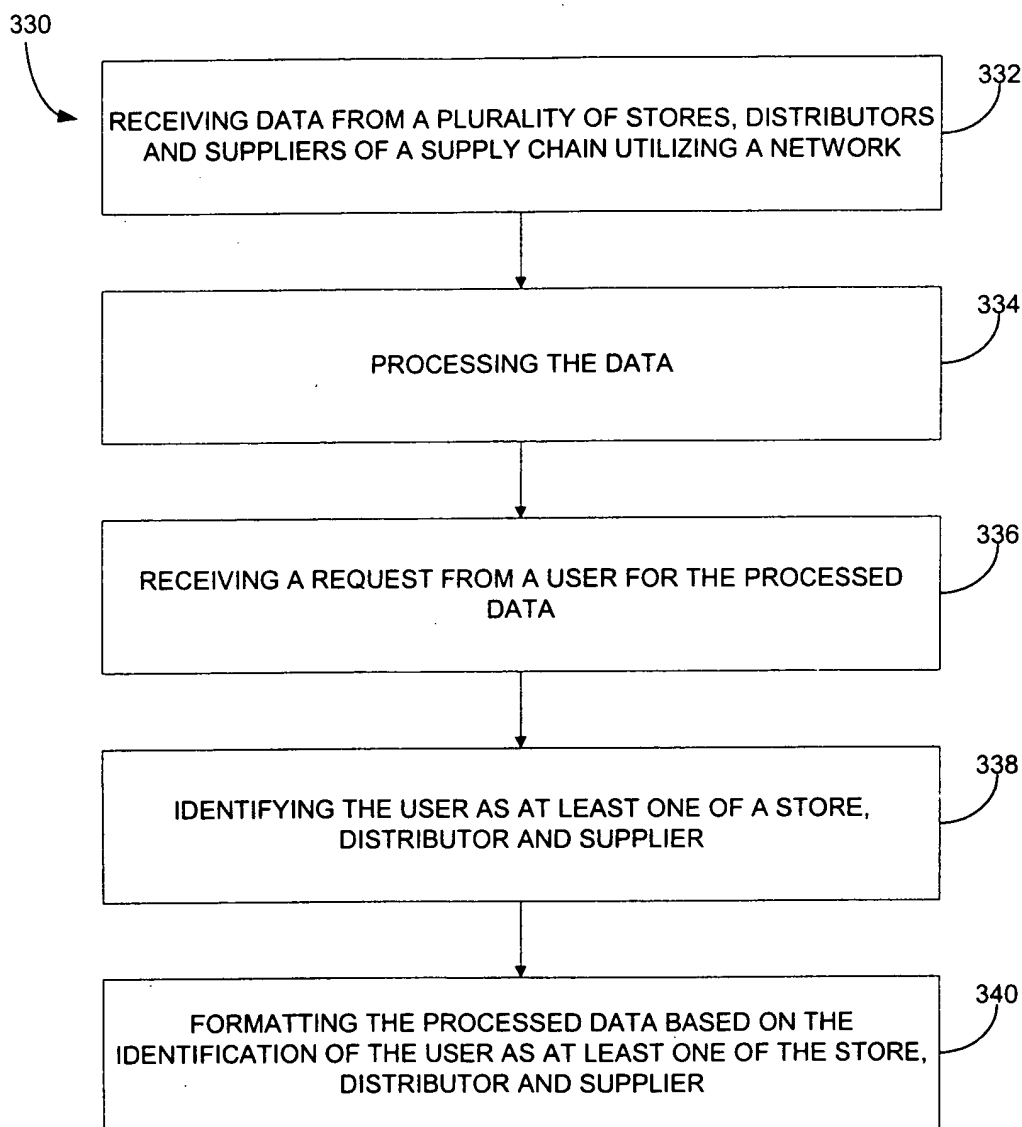 330
332
RECEIVING DATA FROM A PLURALITY OF STORES, DISTRIBUTORS
AND SUPPLIERS OF A SUPPLY CHAIN UTILIZING A NETWORK
334
PROCESSING THE DATA
336
RECEIVING A REQUEST FROM A USER FOR THE PROCESSED
DATA
338
IDENTIFYING THE USER AS AT LEAST ONE OF A STORE,
DISTRIBUTOR AND SUPPLIER
340
FORMATTING THE PROCESSED DATA BASED ON THE
IDENTIFICATION OF THE USER AS AT LEAST ONE OF THE STORE,
DISTRIBUTOR AND SUPPLIER